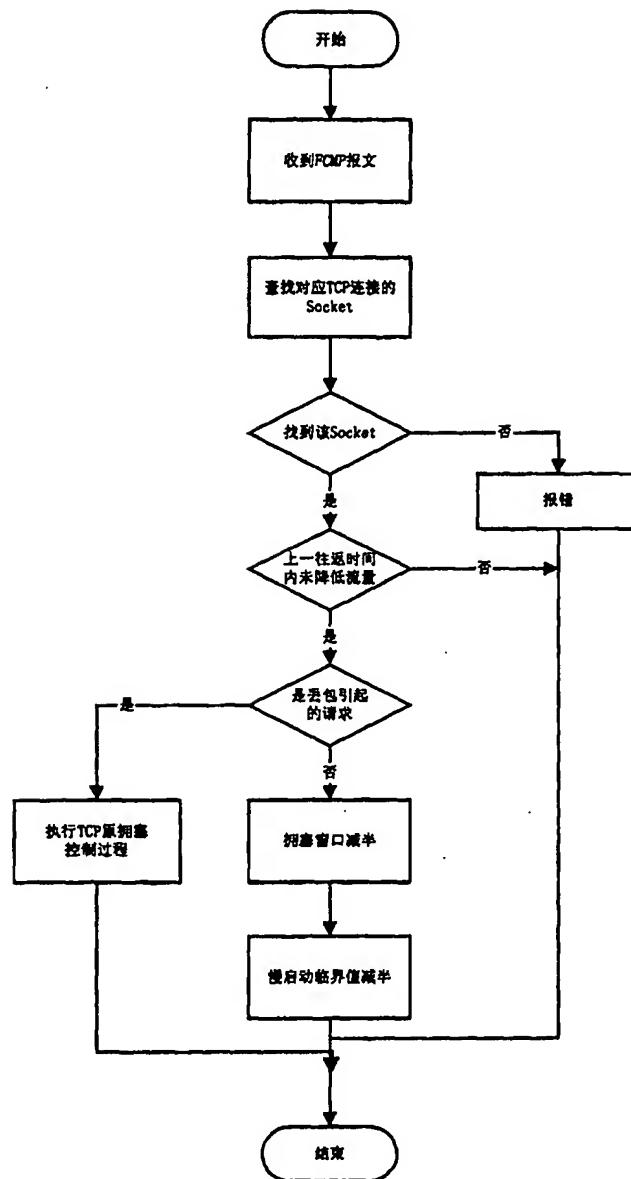 开始
收到FCMP报文
查找对应TCP连接的
Socket
找到该Socket
否
报错
是
上一往返时间
内未降低流量
否
是
是丢包引起
的请求
是
否
执行TCP原拥塞
控制过程
拥塞窗口减半
慢启动临界值减半
结束